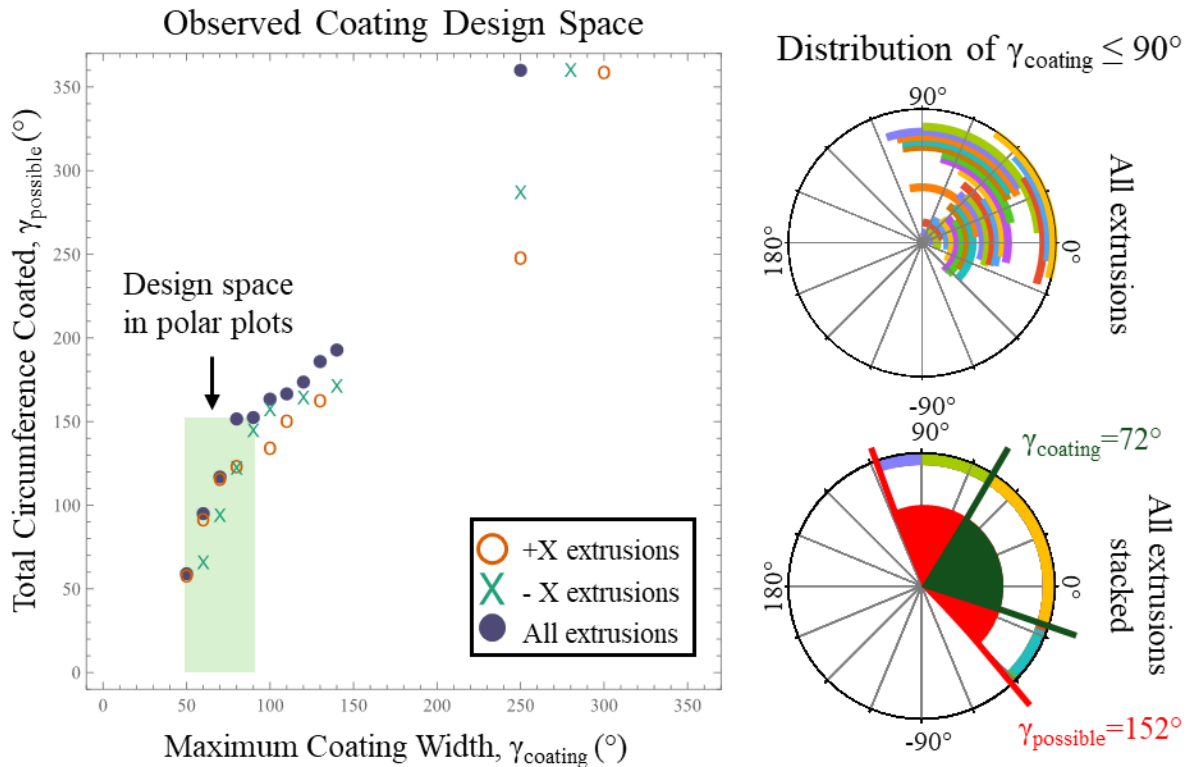 Observed Coating Design Space
Total Circumference Coated, γpossible (°)
350
300
250
200
150
100
50
0
Design space
in polar plots
O +X extrusions
X - X extrusions
All extrusions
0 50 100 150 200 250 300 350
Maximum Coating Width, γcoating (°)
Distribution of γcoating ≤ 90°
90°
180°
0°
-90°
All extrusions
90°
180°
0°
-90°
γcoating=72°
γpossible=152°
All extrusions
stacked